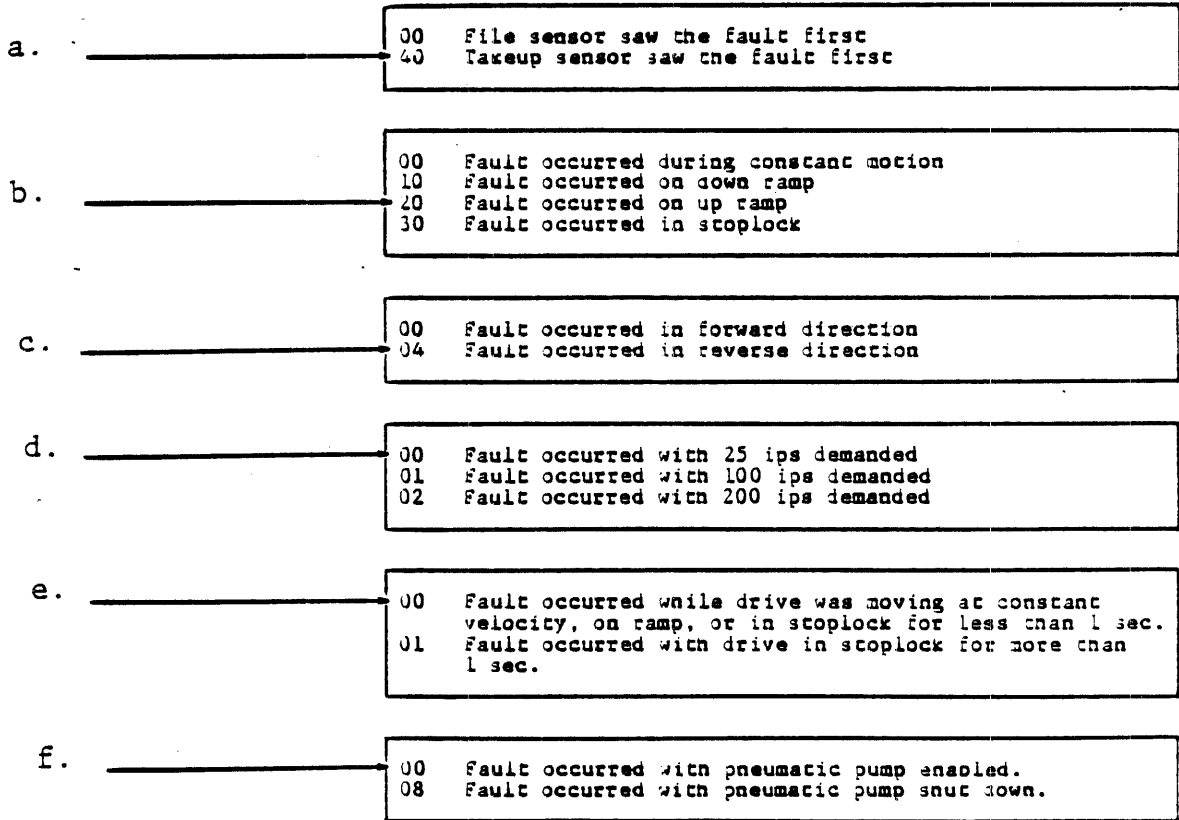 a.
00 File sensor saw the fault first
40 Takeup sensor saw the fault first
b.
00 Fault occurred during constant motion
10 Fault occurred on down ramp
20 Fault occurred on up ramp
30 Fault occurred in stoplock
c.
00 Fault occurred in forward direction
04 Fault occurred in reverse direction
d.
00 Fault occurred with 25 ips demanded
01 Fault occurred with 100 ips demanded
02 Fault occurred with 200 ips demanded
e.
00 Fault occurred while drive was moving at constant
velocity, on ramp, or in stoplock for less than 1 sec.
01 Fault occurred with drive in stoplock for more than
1 sec.
f.
00 Fault occurred with pneumatic pump enabled.
08 Fault occurred with pneumatic pump shut down.